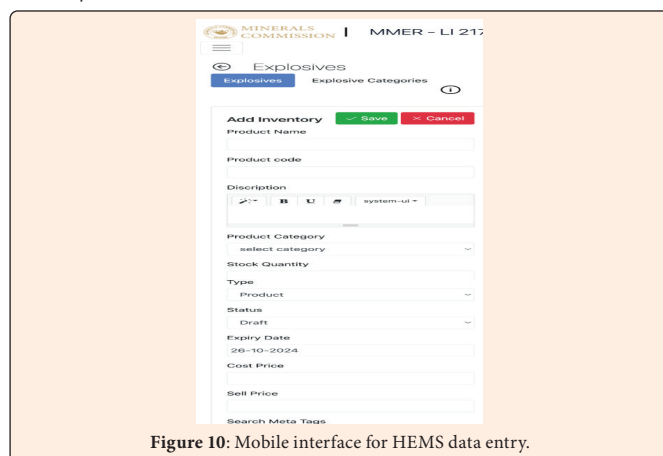 MINERALS
COMMISSION | MMER – LI 217
Explosives
Explosives Explosive Categories
Add Inventory Save × Cancel
Product Name
Product code
Discription
B U system-ui
Product Category
select category
Stock Quantity
Type
Product
Status
Draft
Expiry Date
26-10-2024
Cost Price
Sell Price
Search Meta Tags
Figure 10: Mobile interface for HEMS data entry.